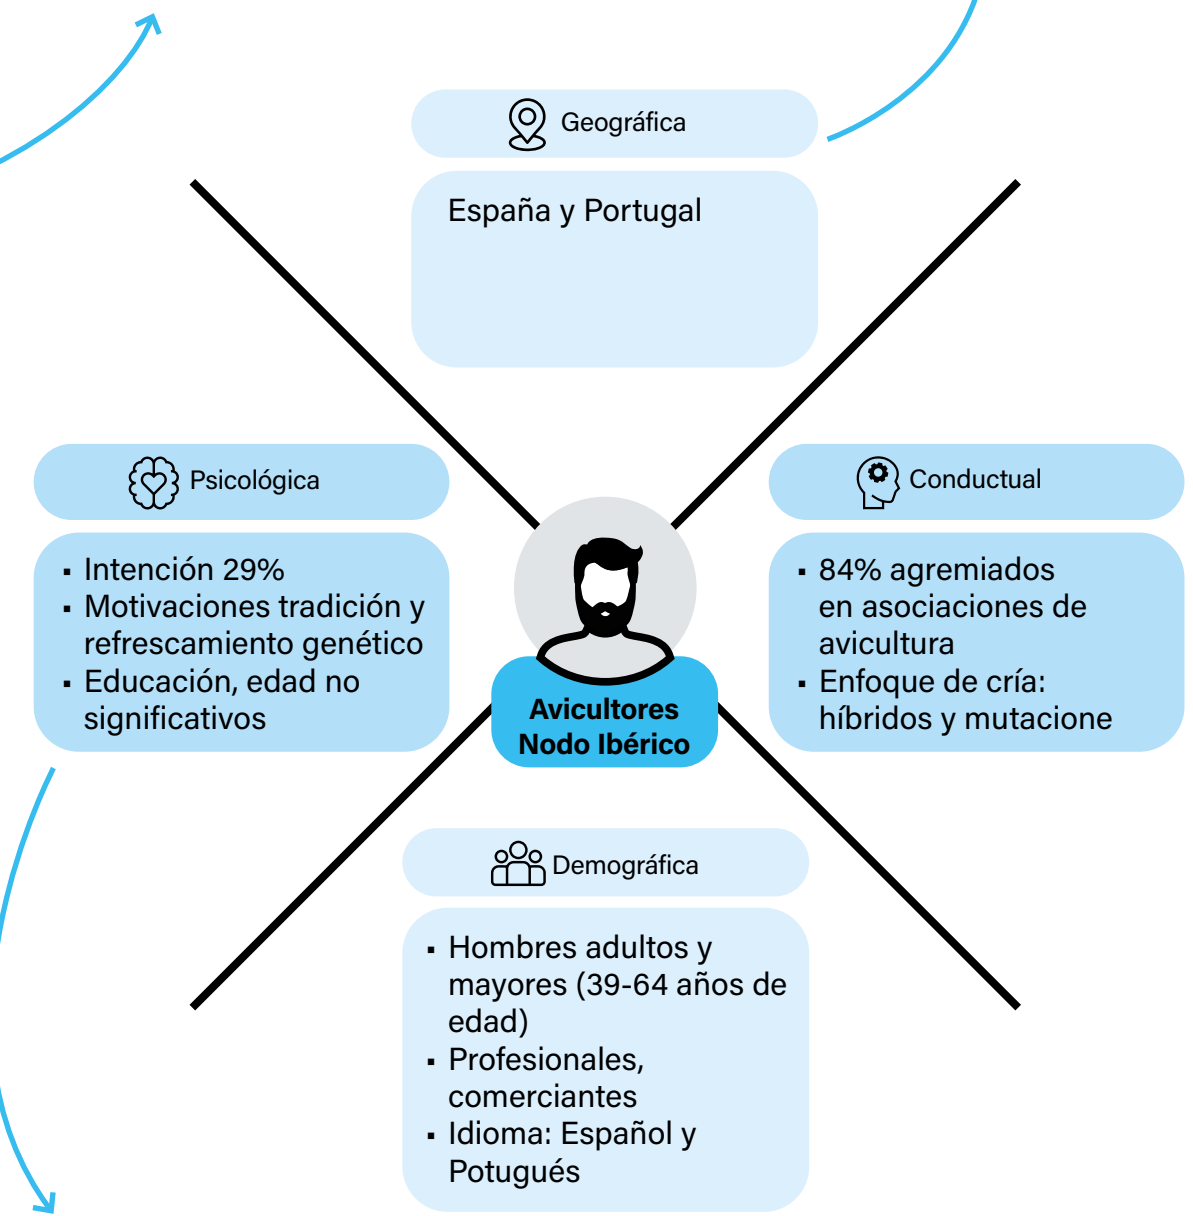 Geográfica
España y Portugal
Psicológica
▪ Intención 29%
▪ Motivaciones tradición y
refrescamiento genético
▪ Educación, edad no
significativos
Conductual
▪ 84% agremiados
en asociaciones de
avicultura
▪ Enfoque de cría:
híbridos y mutacione
Avicultores
Nodo Ibérico
Demográfica
▪ Hombres adultos y
mayores (39-64 años de
edad)
▪ Profesionales,
comerciantes
▪ Idioma: Español y
Potugués